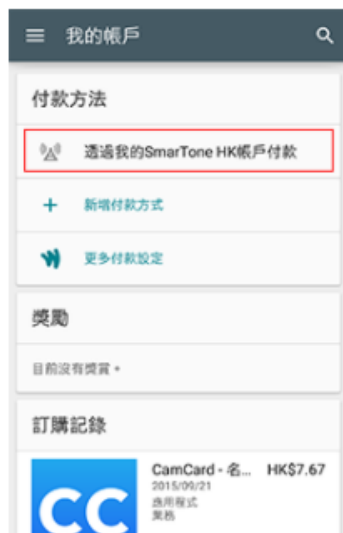 我的帳戶
付款方法
透過我的SmarTone HK帳戶付款
新增付款方式
更多付款設定
獎勵
目前沒有獎賞。
訂購記錄
CamCard - 名... HK$7.67
2015/09/21
應用程式
業務
CC